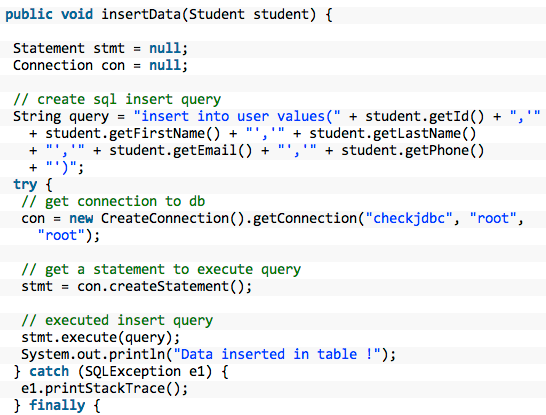 public void insertData(Student student) {
Statement stmt = null;
Connection con = null;
// create sql insert query
String query = "insert into user values(" + student.getId() + ",'"
+ student.getFirstName() + "','" + student.getLastName()
+ "','" + student.getEmail() + "','" + student.getPhone()
+ "')";
try {
// get connection to db
con = new CreateConnection().getConnection("checkjdbc", "root",
"root");
// get a statement to execute query
stmt = con.createStatement();
// executed insert query
stmt.execute(query);
System.out.println("Data inserted in table !");
} catch (SQLException e1) {
e1.printStackTrace();
} finally {